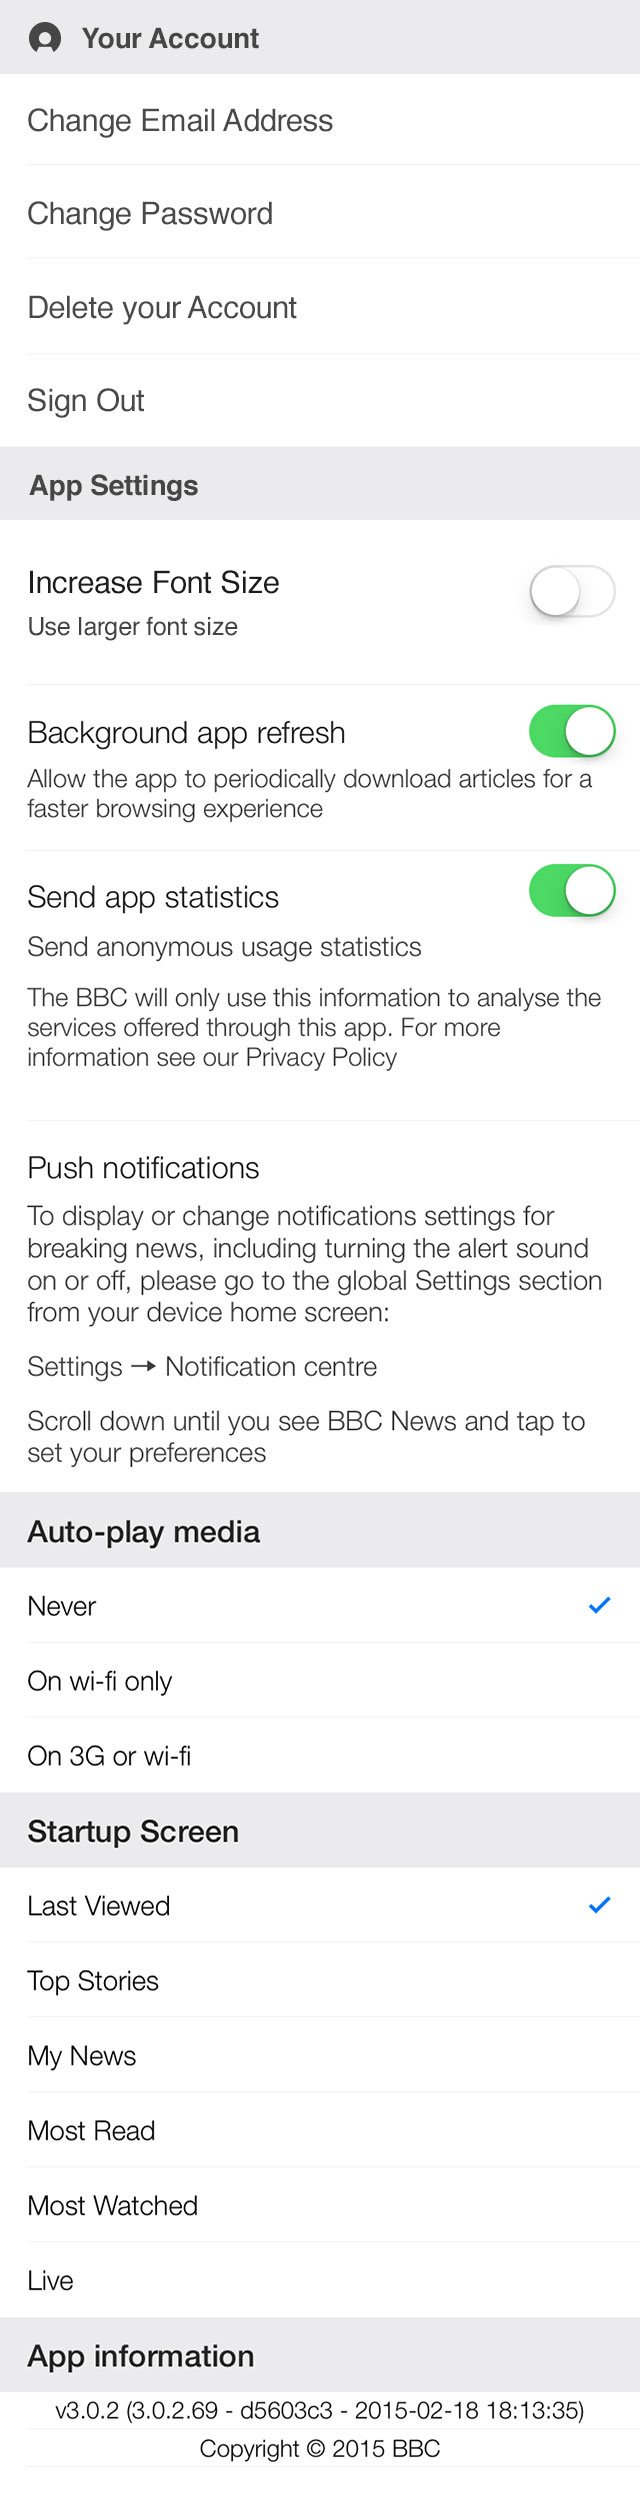 Your Account
Change Email Address
Change Password
Delete your Account
Sign Out
App Settings
Increase Font Size
Use larger font size
Background app refresh
Allow the app to periodically download articles for a
faster browsing experience
Send app statistics
Send anonymous usage statistics
The BBC will only use this information to analyse the
services offered through this app. For more
information see our Privacy Policy
Push notifications
To display or change notifications settings for
breaking news, including turning the alert sound
on or off, please go to the global Settings section
from your device home screen:
Settings → Notification centre
Scroll down until you see BBC News and tap to
set your preferences
Auto-play media
Never
On wi-fi only
On 3G or wi-fi
Startup Screen
Last Viewed
Top Stories
My News
Most Read
Most Watched
Live
App information
v3.0.2 (3.0.2.69 - d5603c3 - 2015-02-18 18:13:35)
Copyright © 2015 BBC